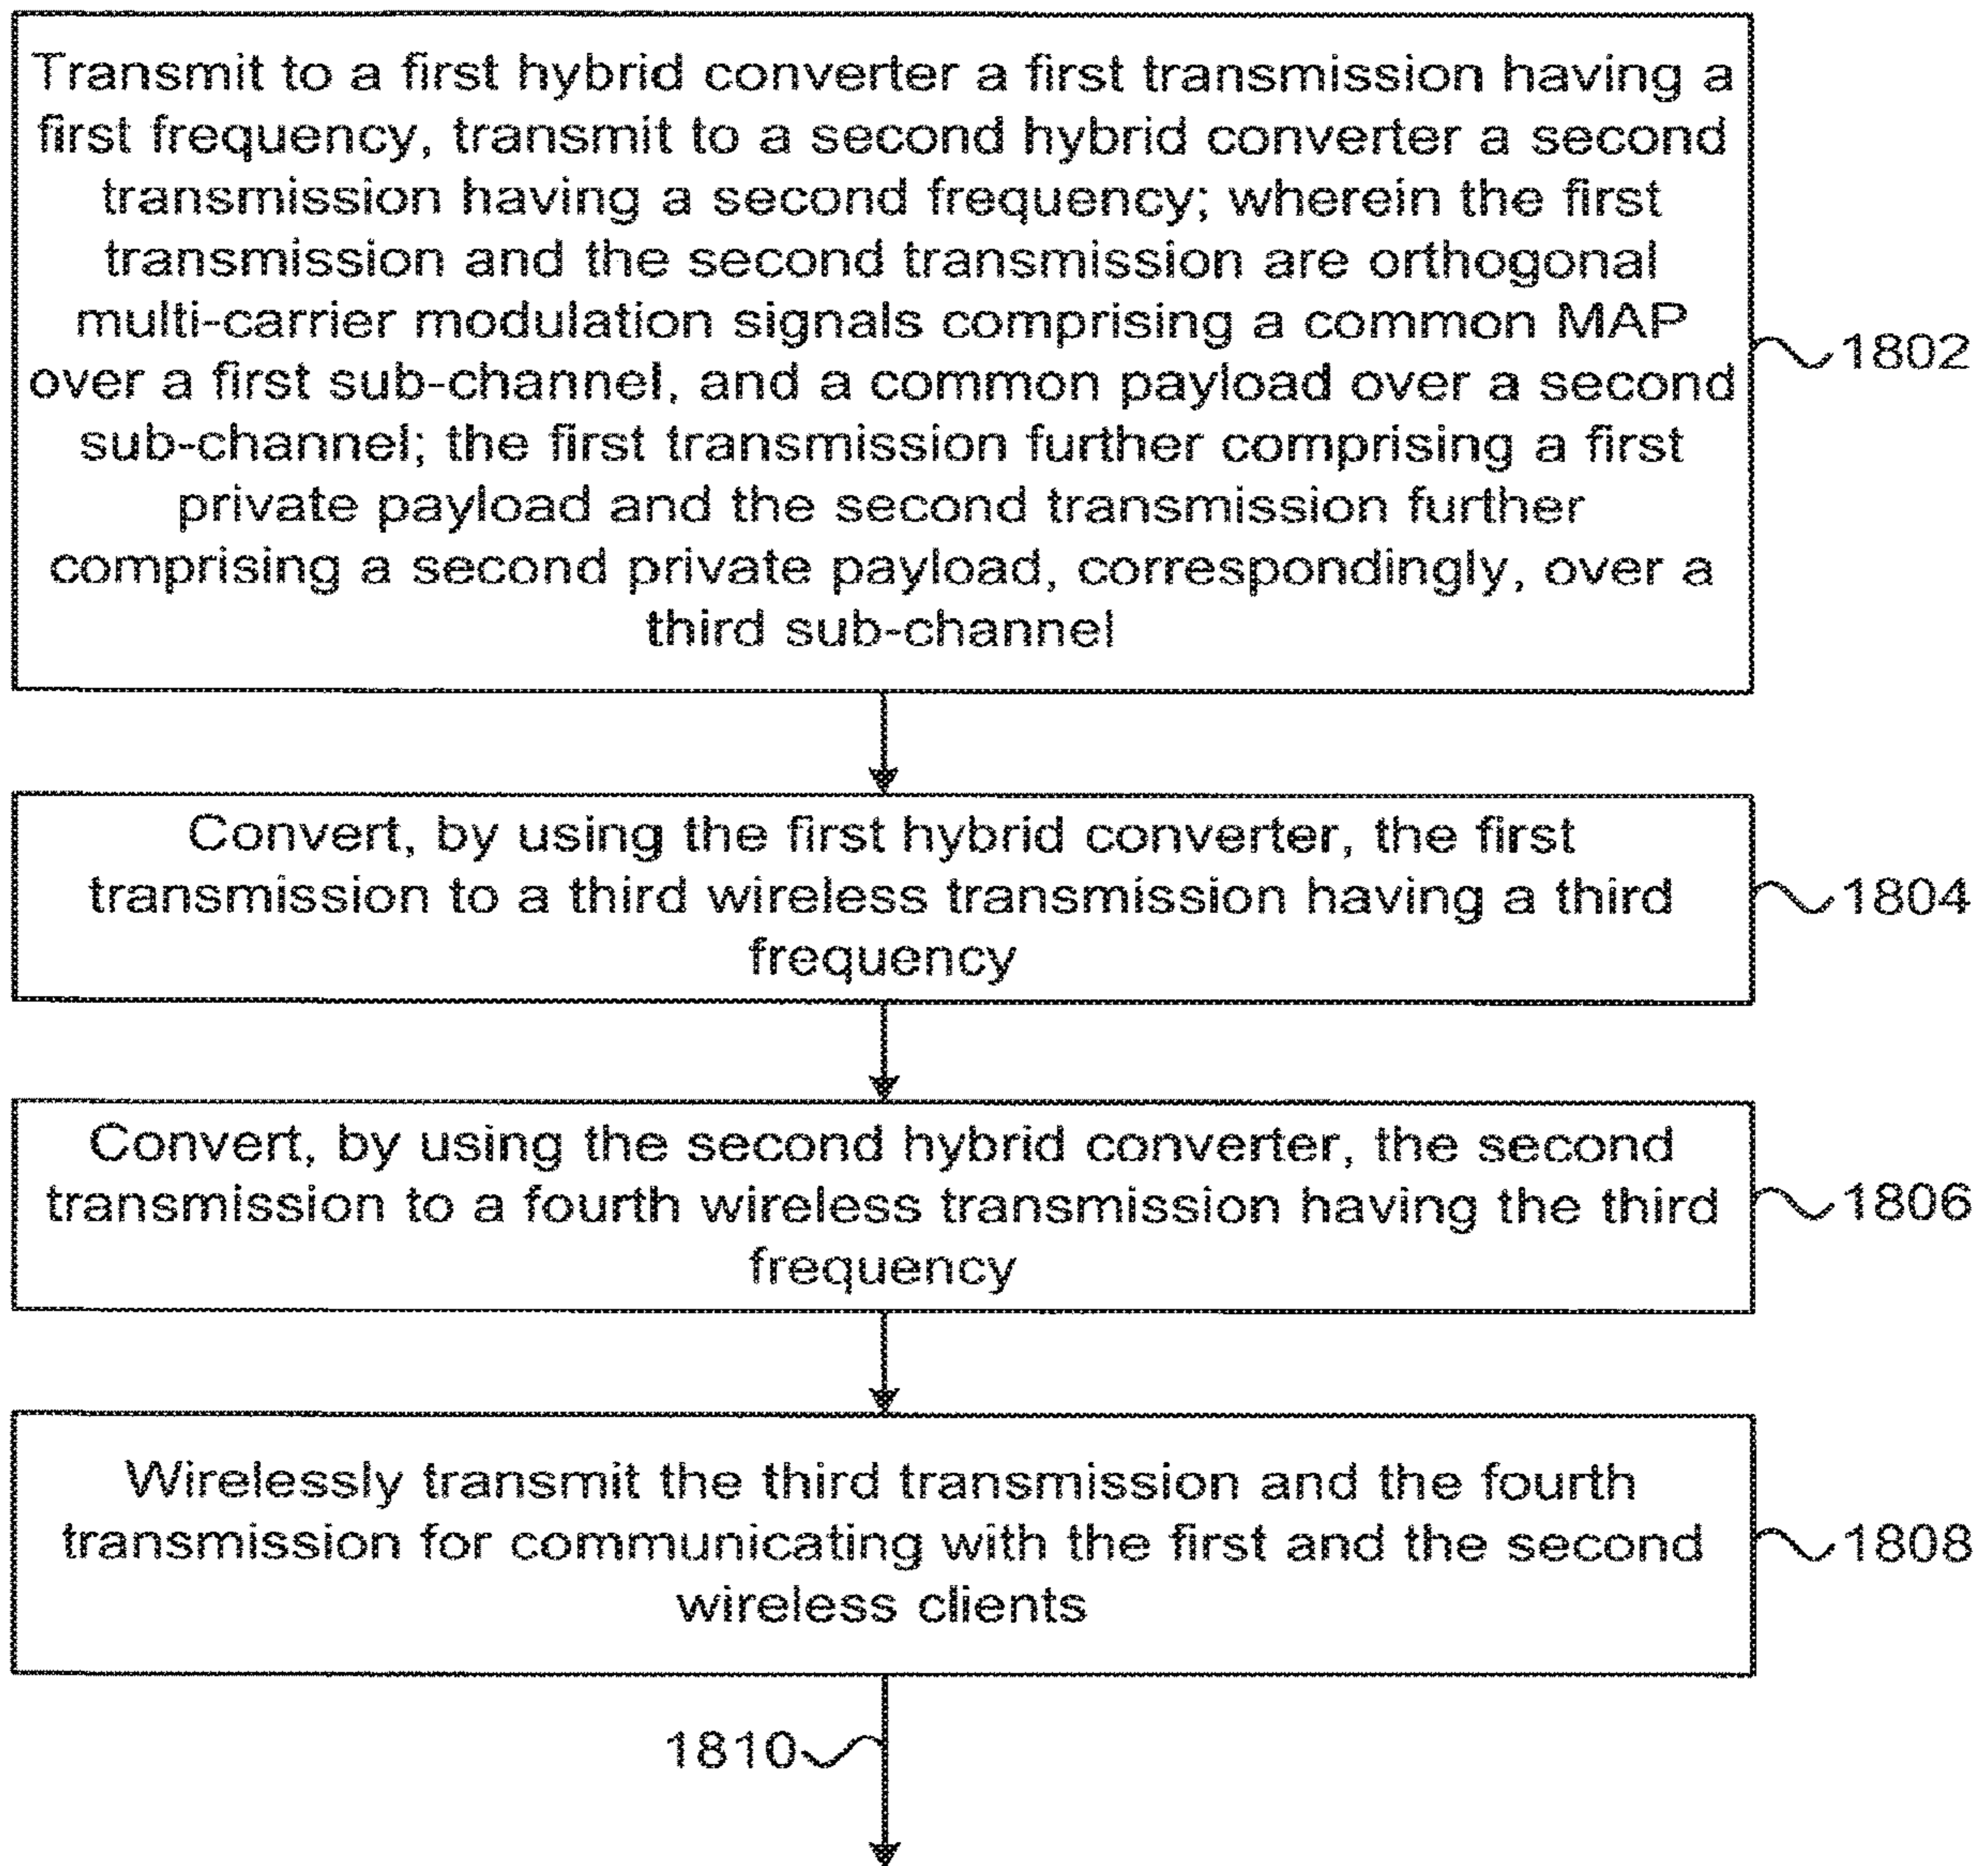 Transmit to a first hybrid converter a first transmission having a
first frequency, transmit to a second hybrid converter a second
transmission having a second frequency; wherein the first
transmission and the second transmission are orthogonal
multi-carrier modulation signals comprising a common MAP
over a first sub-channel, and a common payload over a second
sub-channel; the first transmission further comprising a first
private payload and the second transmission further
comprising a second private payload, correspondingly, over a
third sub-channel
1802
Convert, by using the first hybrid converter, the first
transmission to a third wireless transmission having a third
frequency
1804
Convert, by using the second hybrid converter, the second
transmission to a fourth wireless transmission having the third
frequency
1806
Wirelessly transmit the third transmission and the fourth
transmission for communicating with the first and the second
wireless clients
1808
1810